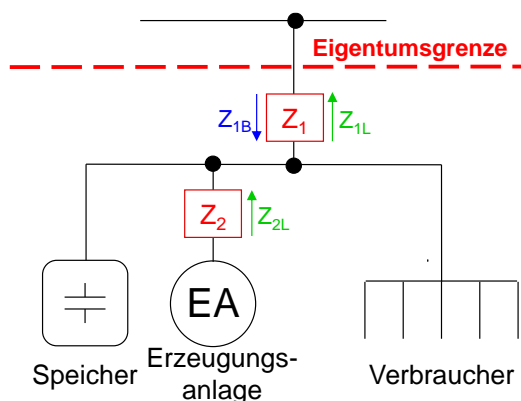 Eigentumsgrenze
Z1B
Z1
Z1L
Z2
Z2L
EA
Speicher
Erzeugungs-
anlage
Verbraucher